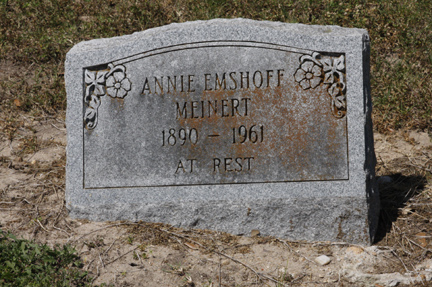 ANNIE EMSHOFF
MEINERT
1890 - 1961
AT REST